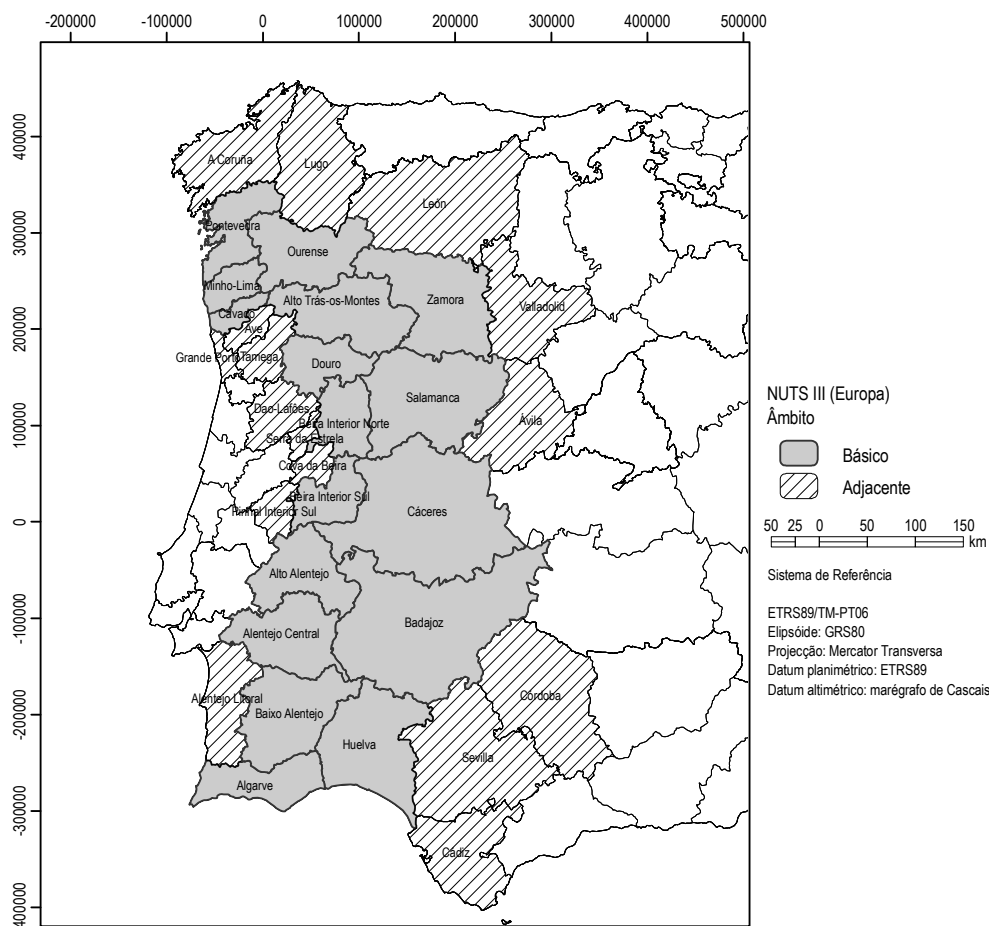 -200000 -100000 0 100000 200000 300000 400000 500000
400000
300000
200000
100000
0
-100000
-200000
-300000
400000
A Coruña
Lugo
León
Pontevedra
Ourense
Minho-Lima
Alto Trás-os-Montes
Zamora
Valladolid
Cávado
Ave
Grande Porto
Tamega
Douro
Salamanca
Ávila
Dao-Lafões
Beira Interior Norte
Serra da Estrela
Cova da Beira
Beira Interior Sul
Pinhal Interior Sul
Cáceres
Alto Alentejo
Badajoz
Alentejo Central
Alentejo Litoral
Córdoba
Baixo Alentejo
Huelva
Sevilla
Algarve
Cádiz
NUTS III (Europa)
Âmbito
Básico
Adjacente
50 25 0 50 100 150
km
Sistema de Referência
ETRS89/TM-PT06
Elipsóide: GRS80
Projecção: Mercator Transversa
Datum planimétrico: ETRS89
Datum altimétrico: marégrafo de Cascais